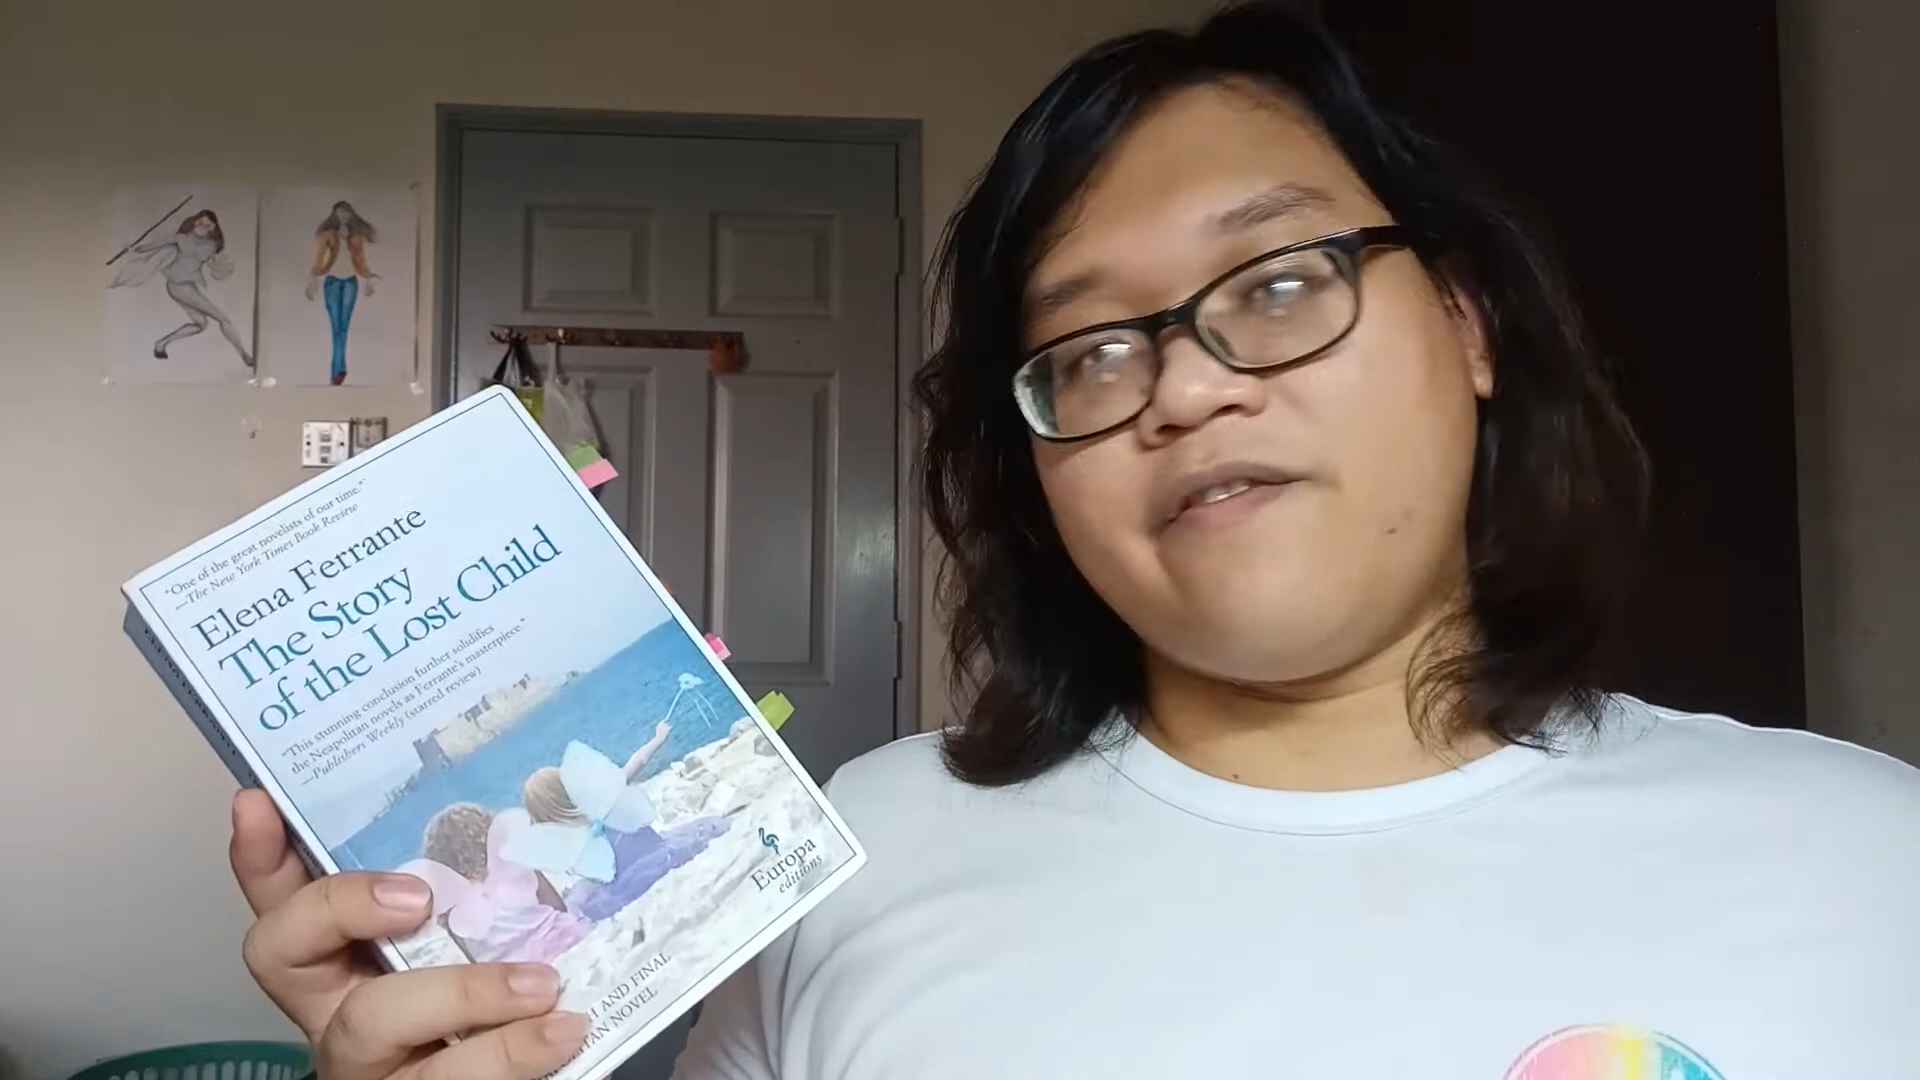 "One of the great novelists of our time."
—The New York Times Book Review
Elena Ferrante
The Story
of the Lost Child
"This stunning conclusion further solidifies
the Neapolitan novels as Ferrante's masterpiece."
—Publishers Weekly (starred review)
Europa
editions
AND FINAL
NOVEL